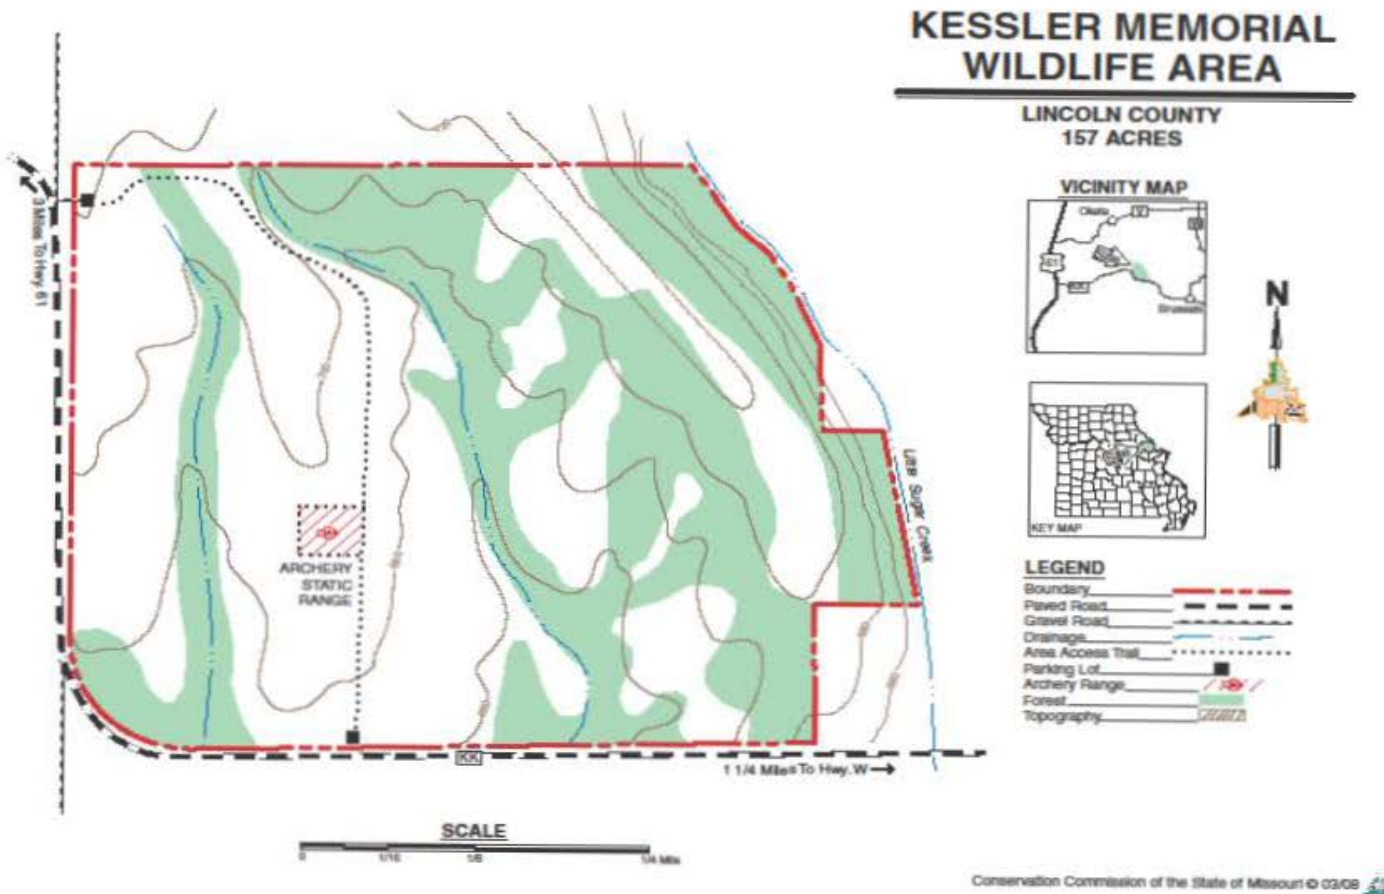 KESSLER MEMORIAL
WILDLIFE AREA
LINCOLN COUNTY
157 ACRES
VICINITY MAP
V
W
61
KK
N
3 Miles To Hwy. 61
ARCHERY
STATIC
RANGE
Little Sugar Creek
KEY MAP
LEGEND
Boundary
Paved Road
Gravel Road
Drainage
Area Access Trail
Parking Lot
Archery Range
Forest
Topography
KK
1 1/4 Miles To Hwy. W
SCALE
0 1/16 1/8 1/4 Mile
Conservation Commission of the State of Missouri © 03/08